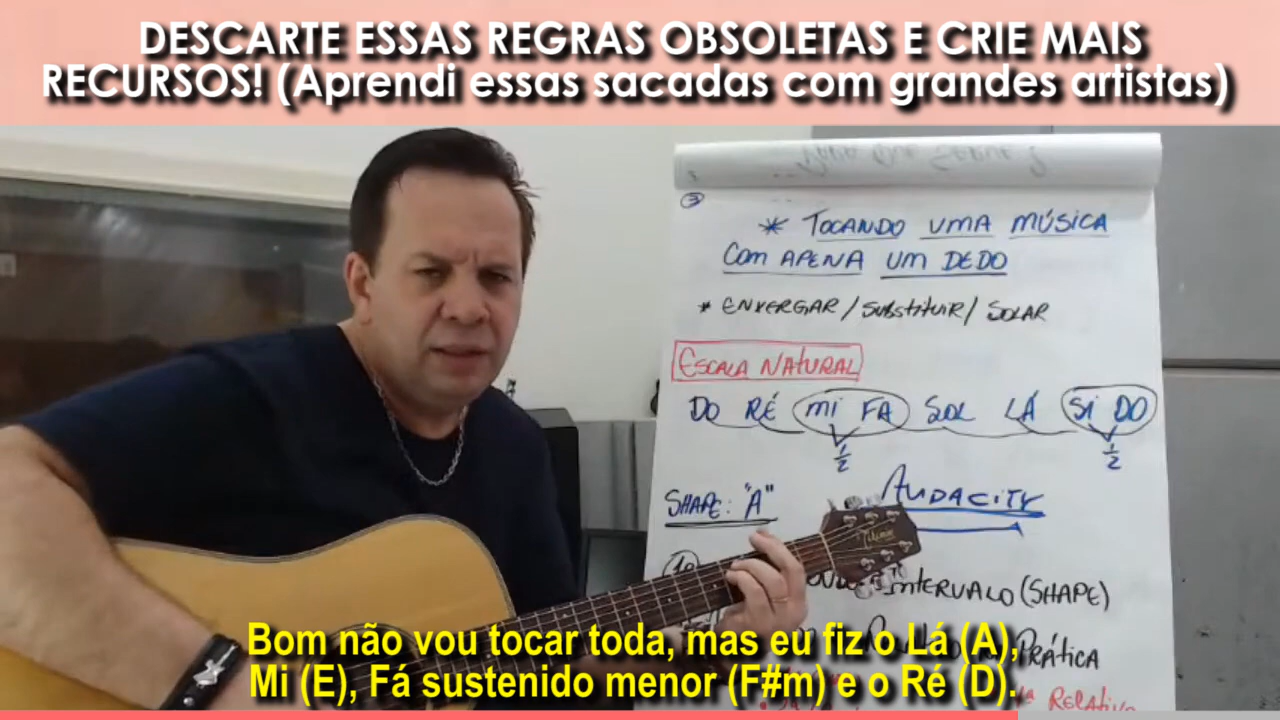 DESCARTE ESSAS REGRAS OBSOLETAS E CRIE MAIS
RECURSOS! (Aprendi essas sacadas com grandes artistas)
3
* TOCANDO UMA MÚSICA
COM APENA UM DEDO
* ENXERGAR / SUBSTITUIR / SOLAR
ESCALA NATURAL
DO RÉ MI FA SOL LÁ SI DO
1/2 1/2
SHAPE: "A" AUDACITY
INTERVALO (SHAPE)
PRÁTICA
RELATIVO
Bom não vou tocar toda, mas eu fiz o Lá (A),
Mi (E), Fá sustenido menor (F#m) e o Ré (D).